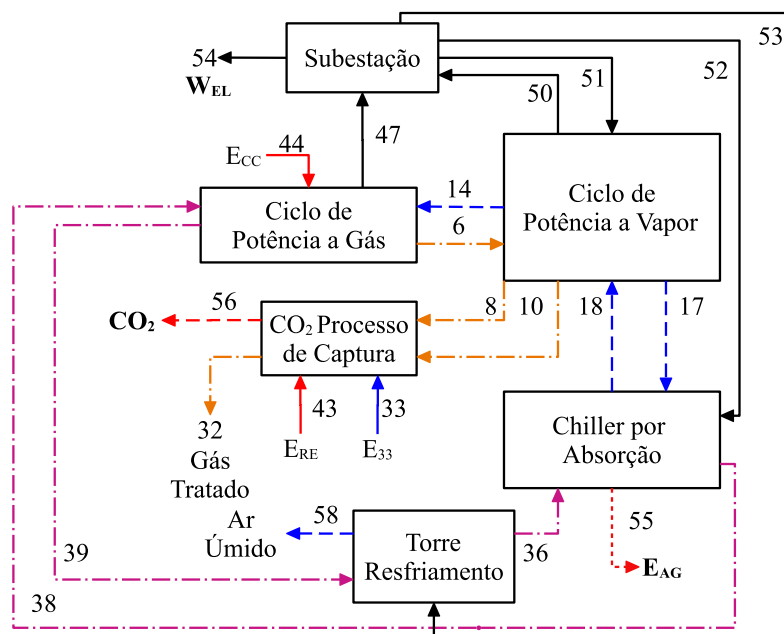 53
54
Subestação
W_EL
51
52
50
47
44
E_CC
14
Ciclo de
Potência a Gás
6
Ciclo de
Potência a Vapor
56
CO₂
CO₂ Processo
de Captura
8
10
18
17
43
33
32
E_RE
E_33
Gás
Tratado
Chiller por
Absorção
Ar
Úmido
58
55
Torre
Resfriamento
36
E_AG
39
38